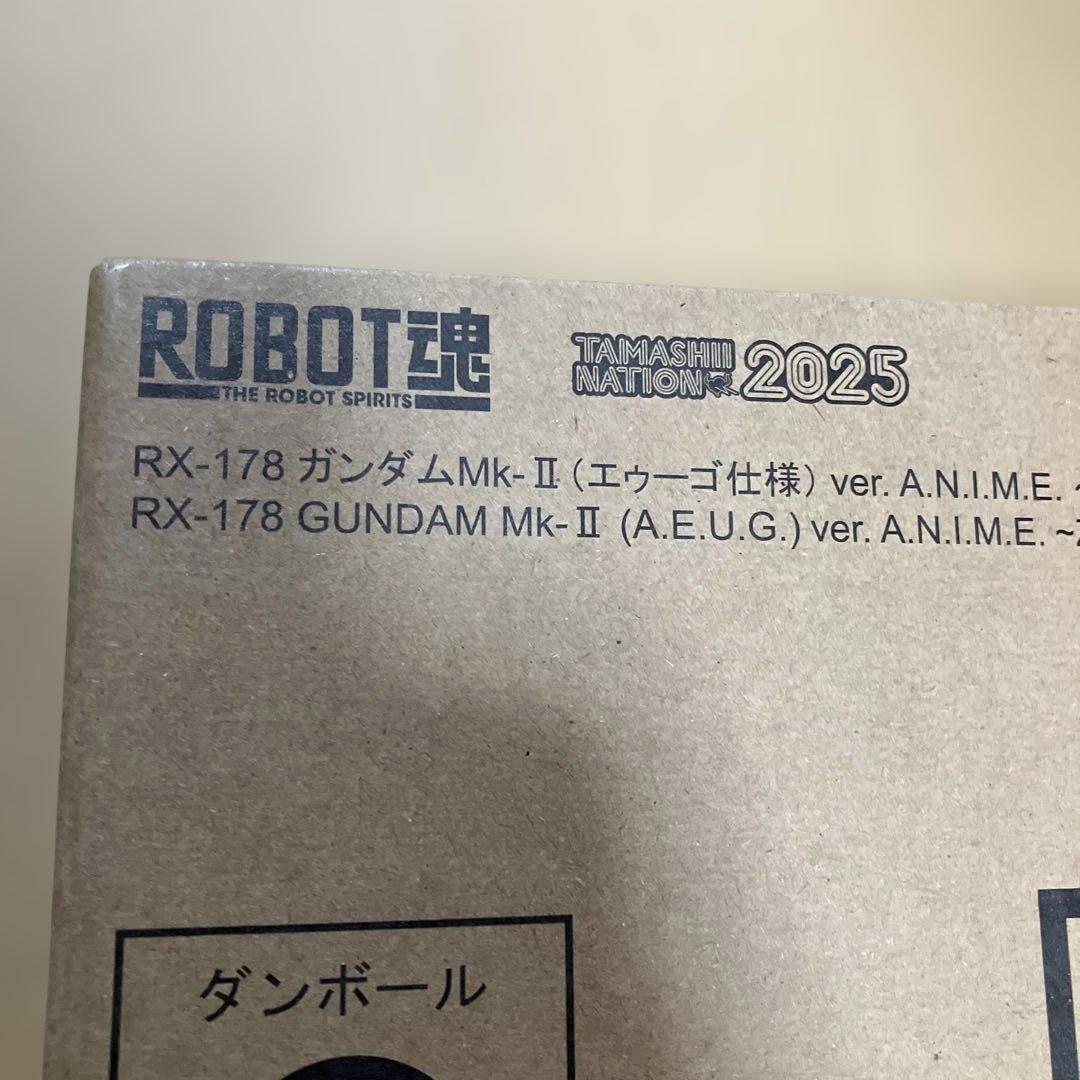 ROBOT魂
THE ROBOT SPIRITS
TAMASHII
NATION 2025
RX-178 ガンダムMk-Ⅱ（エゥーゴ仕様）ver. A.N.I.M.E. ~
RX-178 GUNDAM Mk-Ⅱ (A.E.U.G.) ver. A.N.I.M.E. ~
ダンボール